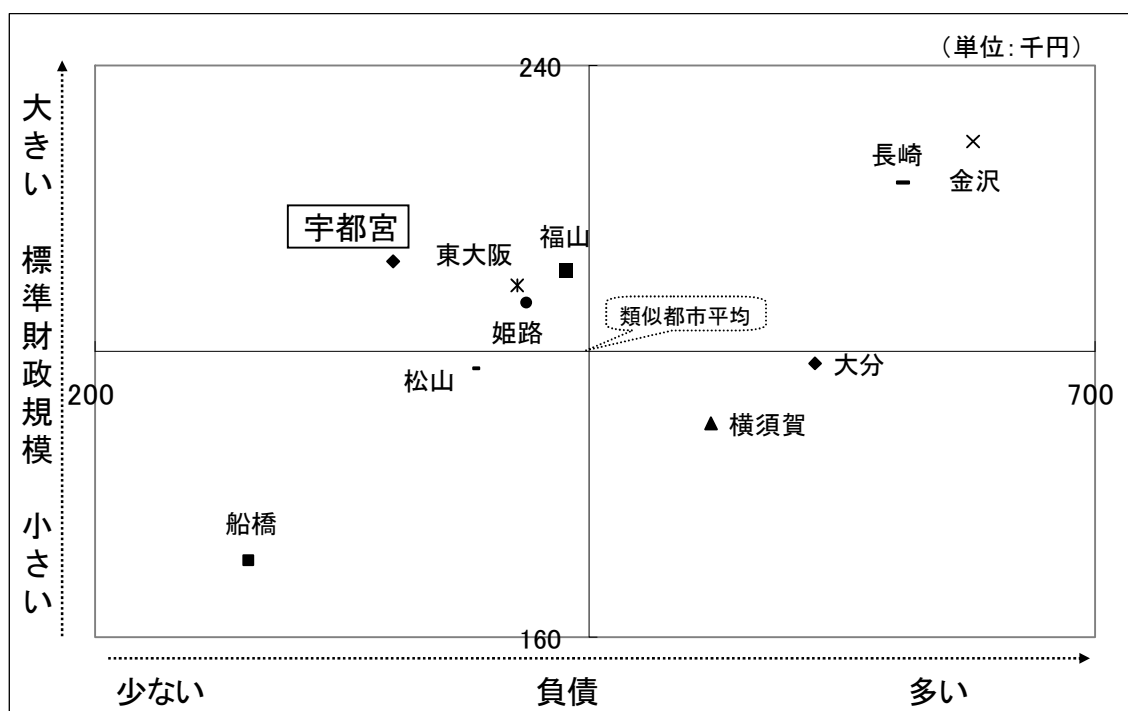 （単位：千円）
240
大きい　標準財政規模　小さい
長崎
金沢
宇都宮
福山
東大阪
姫路
類似都市平均
松山
大分
200
700
横須賀
船橋
160
少ない　負債　多い